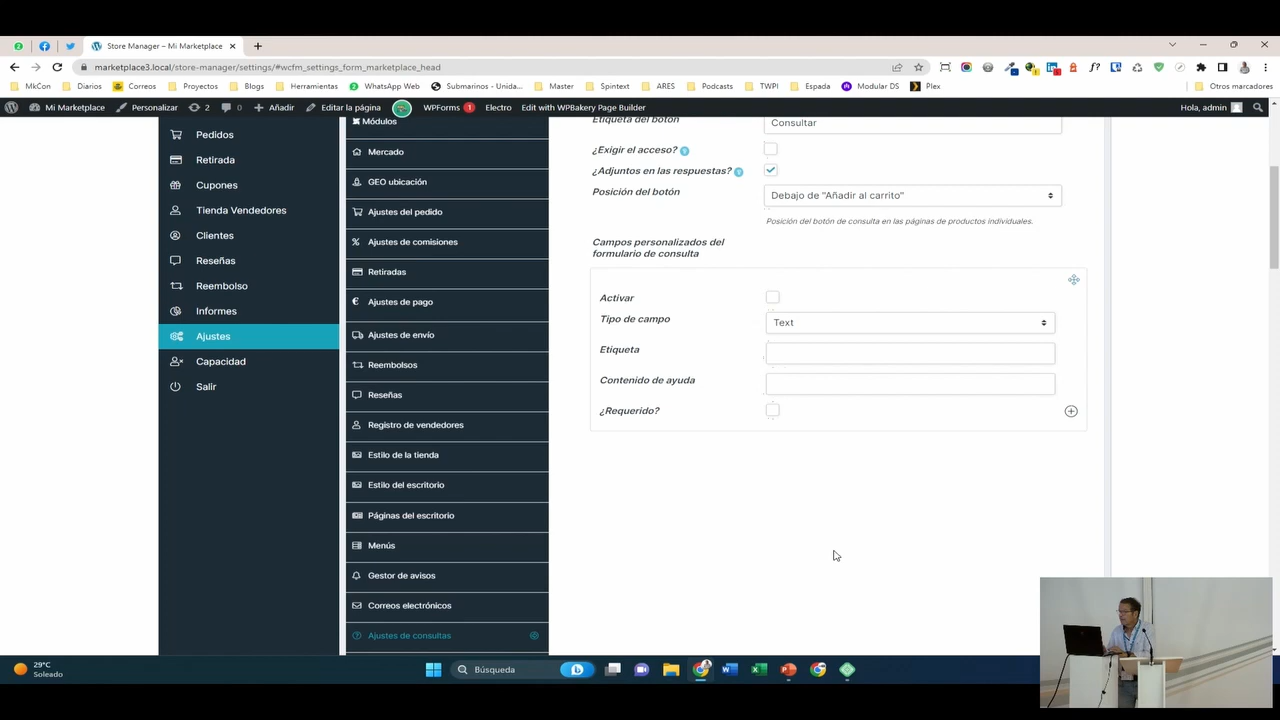 Store Manager – Mi Marketplace
marketplace3.local/store-manager/settings/#wcfm_settings_form_marketplace_head
MkCon Diarios Correos Proyectos Blogs Herramientas WhatsApp Web Submarinos - Unida... Master Spintext ARES Podcasts TWPI Espada Modular DS Plex Otros marcadores
Mi Marketplace Personalizar 2 0 Añadir Editar la página WPForms 1 Electro Edit with WPBakery Page Builder Hola, admin
Pedidos
Retirada
Cupones
Tienda Vendedores
Clientes
Reseñas
Reembolso
Informes
Ajustes
Capacidad
Salir
Módulos
Mercado
GEO ubicación
Ajustes del pedido
Ajustes de comisiones
Retiradas
Ajustes de pago
Ajustes de envío
Reembolsos
Reseñas
Registro de vendedores
Estilo de la tienda
Estilo del escritorio
Páginas del escritorio
Menús
Gestor de avisos
Correos electrónicos
Ajustes de consultas
Etiqueta del botón Consultar
¿Exigir el acceso?
¿Adjuntos en las respuestas?
Posición del botón Debajo de "Añadir al carrito"
Posición del botón de consulta en las páginas de productos individuales.
Campos personalizados del
formulario de consulta
Activar
Tipo de campo Text
Etiqueta
Contenido de ayuda
¿Requerido?
29°C
Soleado
Búsqueda